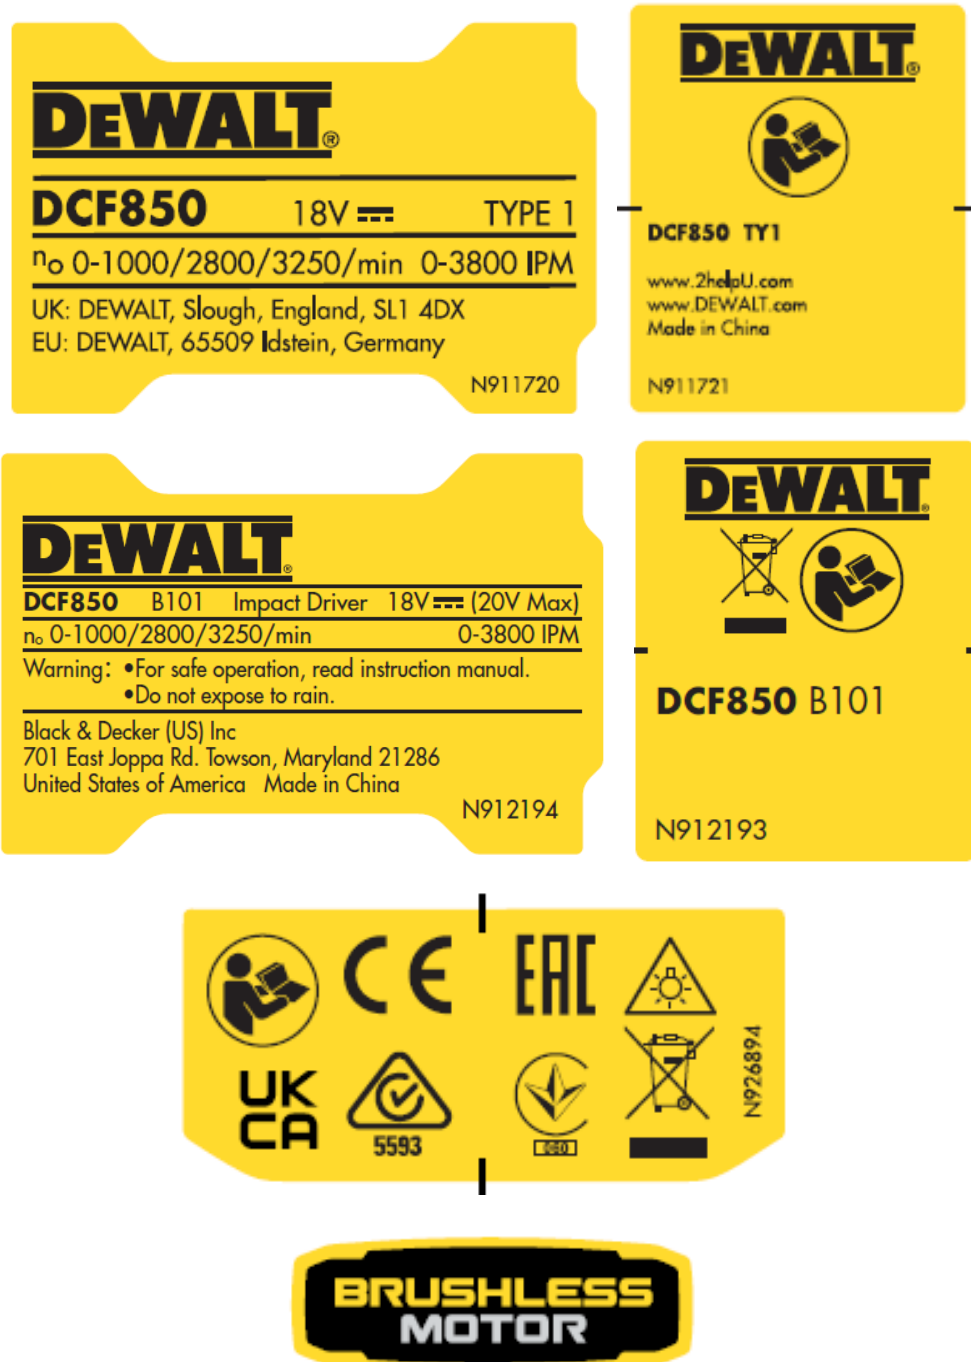 DEWALT®
DCF850 18V TYPE 1
no 0-1000/2800/3250/min 0-3800 IPM
UK: DEWALT, Slough, England, SL1 4DX
EU: DEWALT, 65509 Idstein, Germany
N911720
DEWALT®
DCF850 TY1
www.2helpU.com
www.DEWALT.com
Made in China
N911721
DEWALT®
DCF850 B101 Impact Driver 18V (20V Max)
no 0-1000/2800/3250/min 0-3800 IPM
Warning: •For safe operation, read instruction manual.
•Do not expose to rain.
Black & Decker (US) Inc
701 East Joppa Rd. Towson, Maryland 21286
United States of America Made in China
N912194
DEWALT®
DCF850 B101
N912193
CE EAC
UK
CA
5593
060
N926894
BRUSHLESS
MOTOR